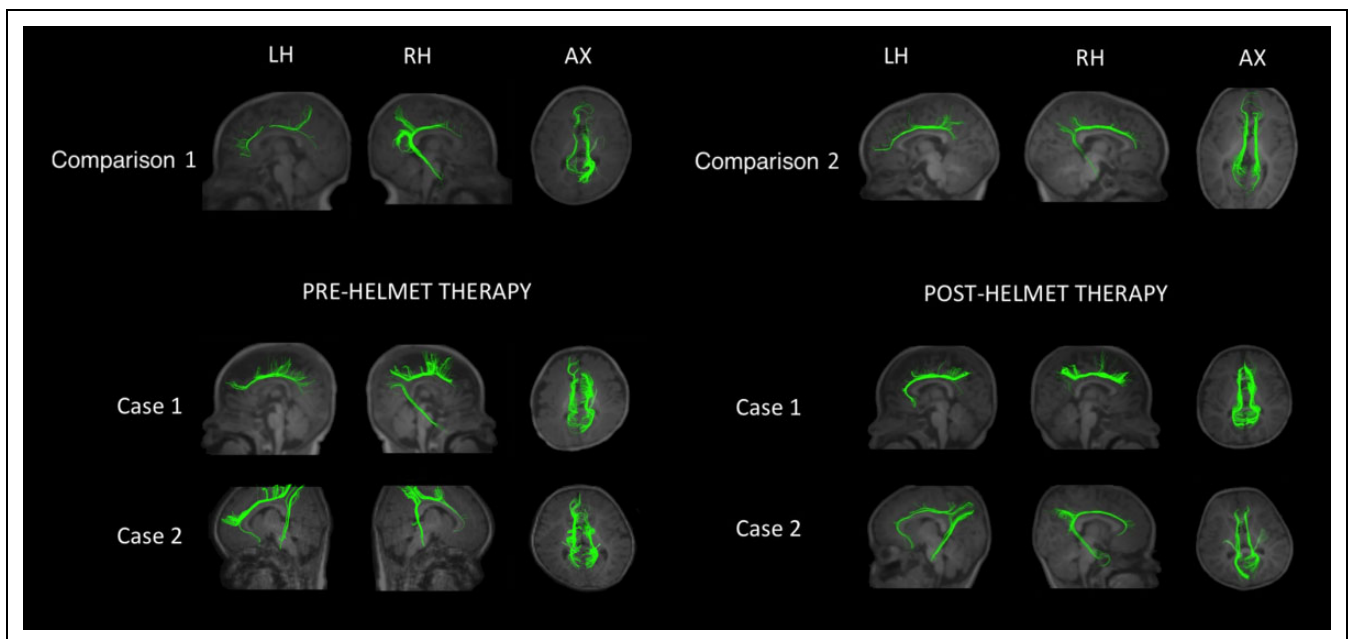 LH RH AX LH RH AX
Comparison 1 Comparison 2
PRE-HELMET THERAPY POST-HELMET THERAPY
Case 1 Case 1
Case 2 Case 2